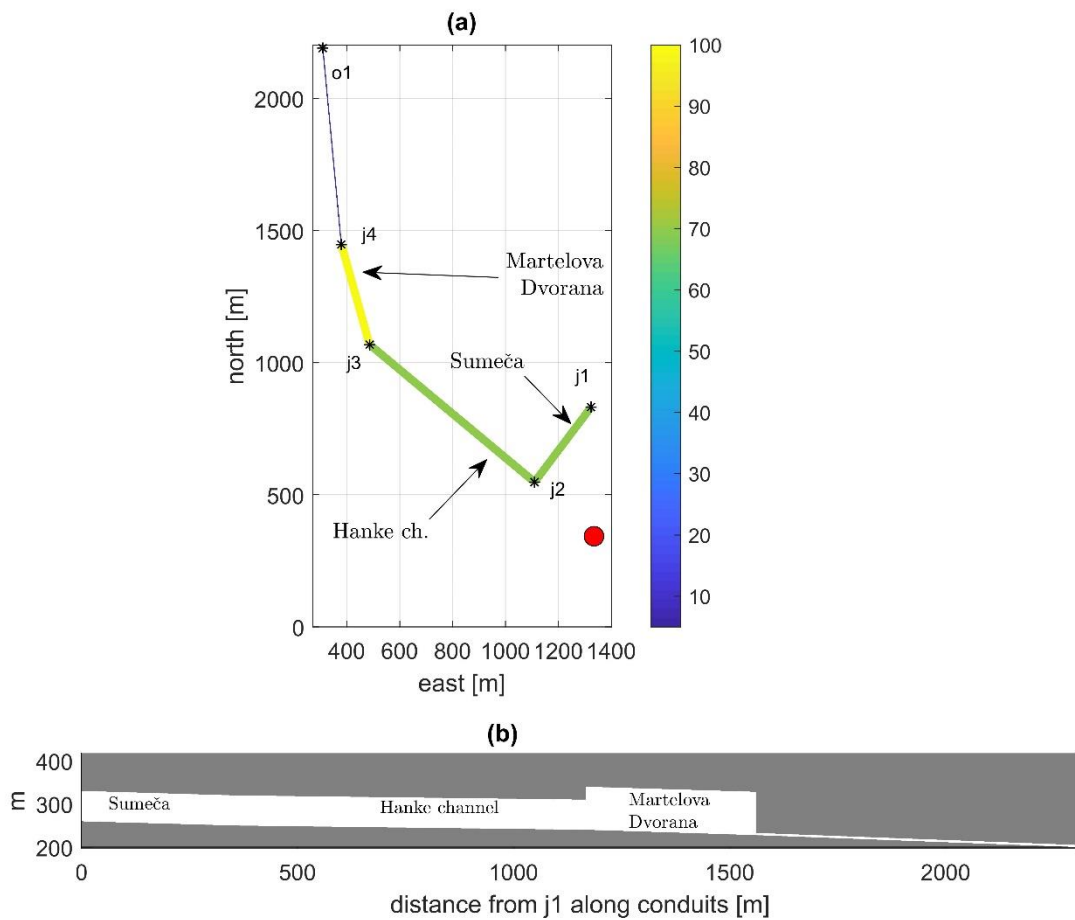 (a)
o1
j4
Martelova
Dvorana
j3
Sumeča
j1
j2
Hanke ch.
2000
1500
1000
500
0
north [m]
400 600 800 1000 1200 1400
east [m]
100
90
80
70
60
50
40
30
20
10
(b)
400
300
200
m
Sumeča
Hanke channel
Martelova
Dvorana
0 500 1000 1500 2000
distance from j1 along conduits [m]